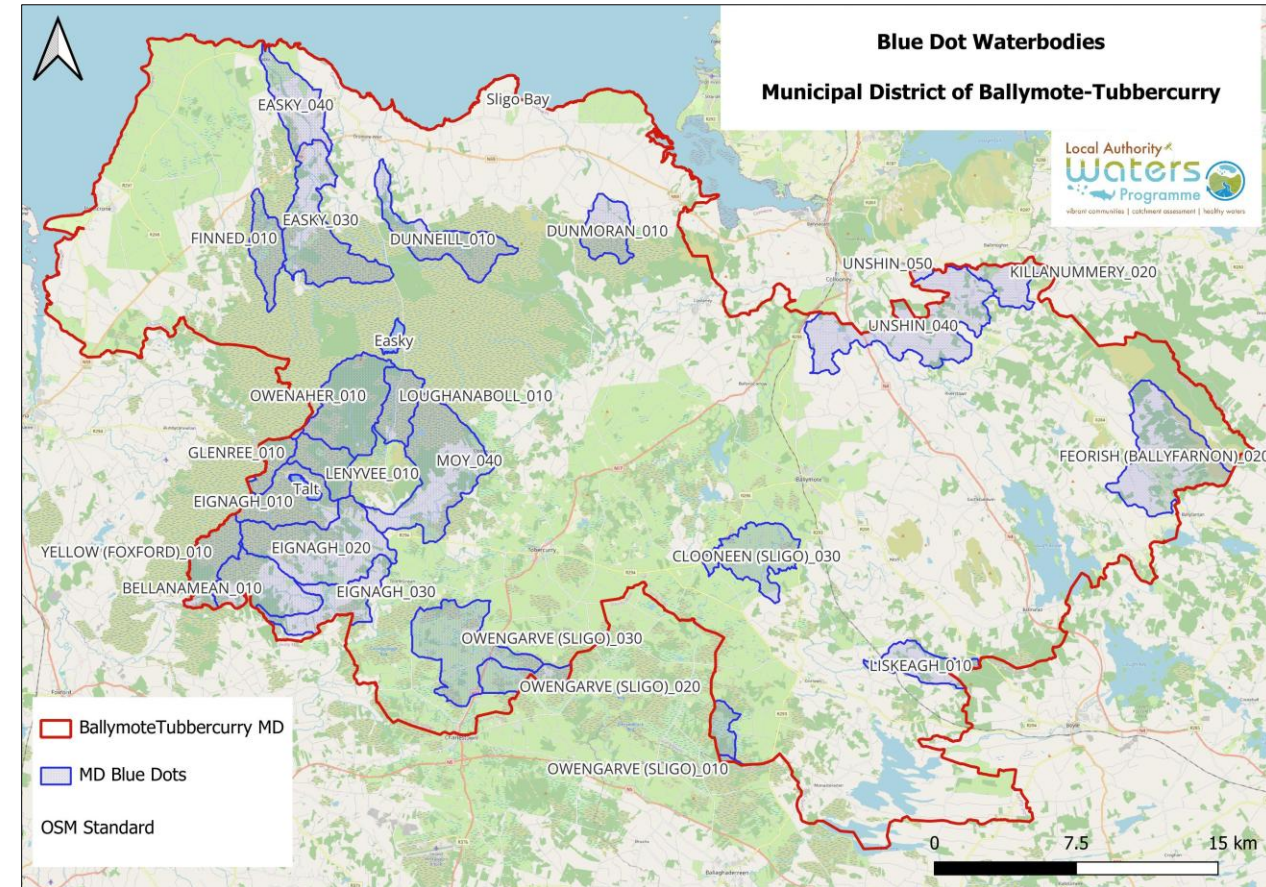 Blue Dot Waterbodies
Municipal District of Ballymote-Tubbercurry
Local Authority
Waters
Programme
vibrant communities | catchment assessment | healthy waters
EASKY_040
Sligo Bay
EASKY_030
FINNED_010
DUNNEILL_010
DUNMORAN_010
UNSHIN_050
KILLANUMMERY_020
UNSHIN_040
Easky
OWENAHER_010
LOUGHANABOLL_010
GLENREE_010
LENYVEE_010
MOY_040
FEORISH (BALLYFARNON)_020
Talt
EIGNAGH_010
YELLOW (FOXFORD)_010
EIGNAGH_020
CLOONEEN (SLIGO)_030
BELLANAMEAN_010
EIGNAGH_030
OWENGARVE (SLIGO)_030
LISKEAGH_010
OWENGARVE (SLIGO)_020
OWENGARVE (SLIGO)_010
BallymoteTubbercurry MD
MD Blue Dots
OSM Standard
0 7.5 15 km